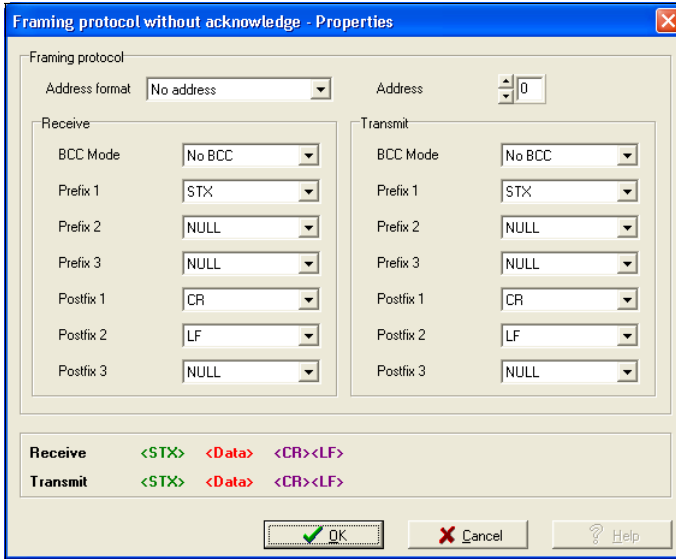 Framing protocol without acknowledge - Properties
Framing protocol
Address format No address Address 0
Receive Transmit
BCC Mode No BCC BCC Mode No BCC
Prefix 1 STX Prefix 1 STX
Prefix 2 NULL Prefix 2 NULL
Prefix 3 NULL Prefix 3 NULL
Postfix 1 CR Postfix 1 CR
Postfix 2 LF Postfix 2 LF
Postfix 3 NULL Postfix 3 NULL
Receive <STX> <Data> <CR><LF>
Transmit <STX> <Data> <CR><LF>
OK Cancel ? Help